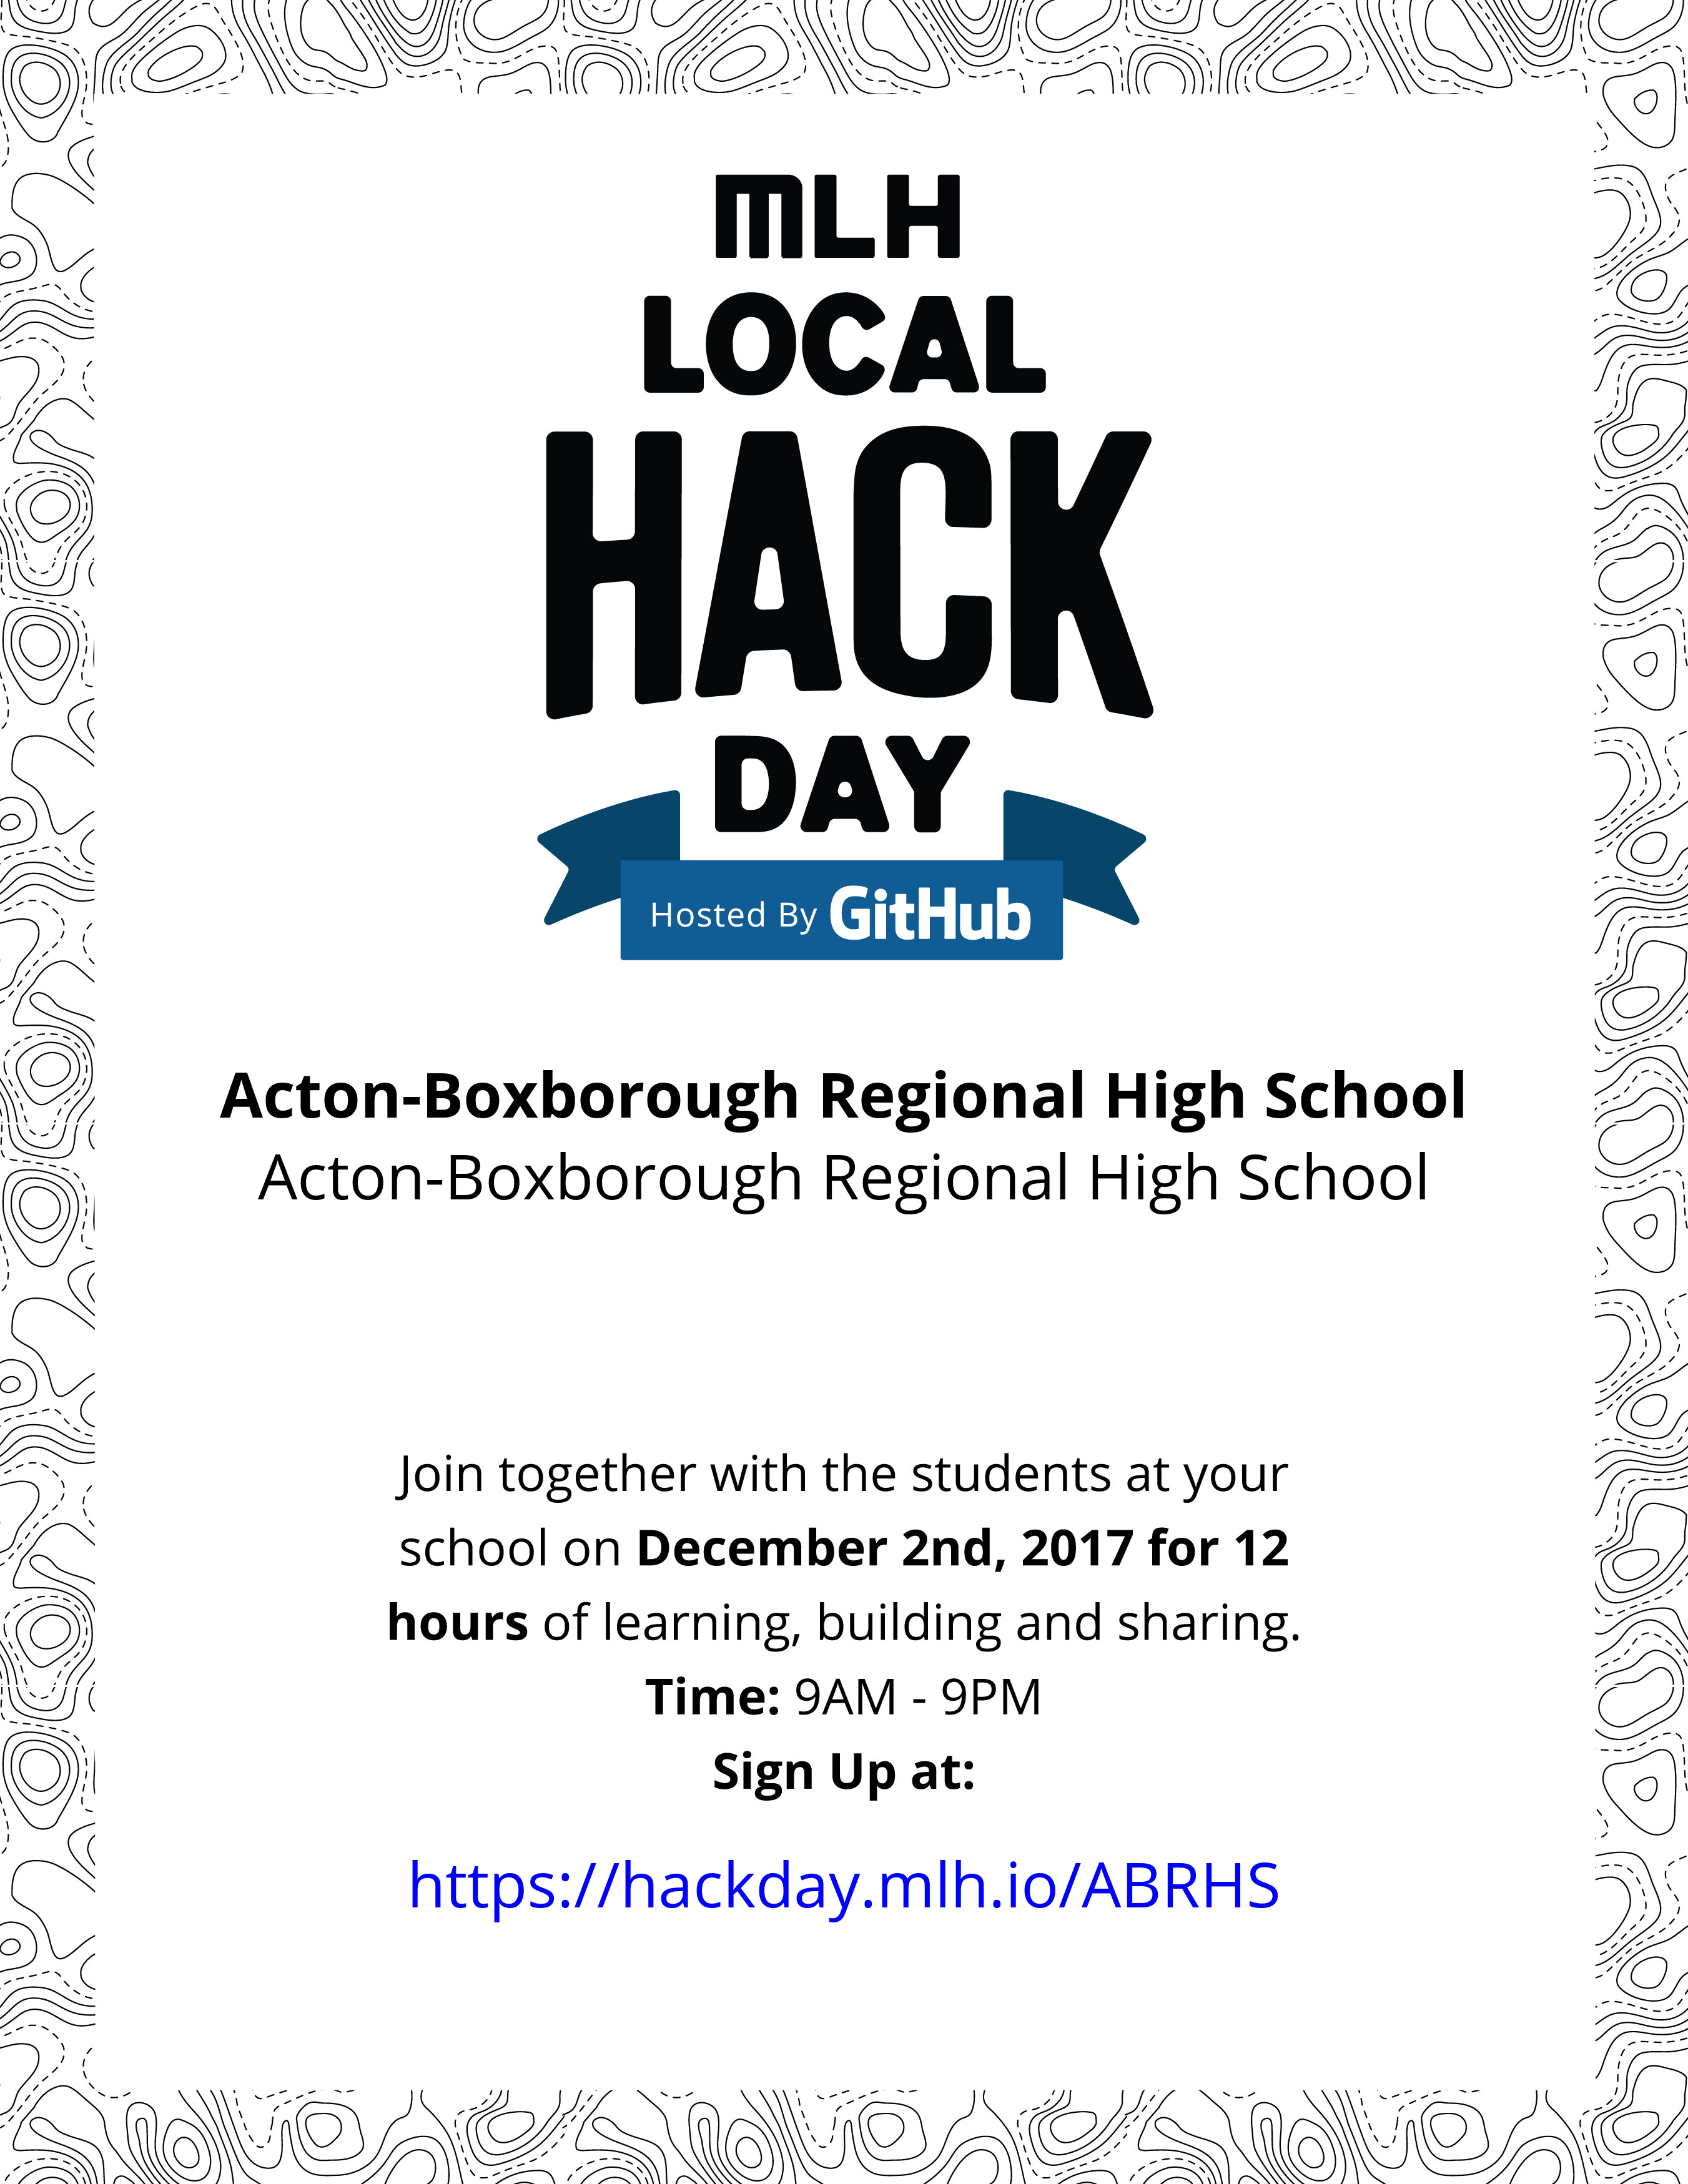 MLH
LOCAL
HACK
DAY
Hosted By GitHub
Acton-Boxborough Regional High School
Acton-Boxborough Regional High School
Join together with the students at your
school on December 2nd, 2017 for 12
hours of learning, building and sharing.
Time: 9AM - 9PM
Sign Up at:
https://hackday.mlh.io/ABRHS